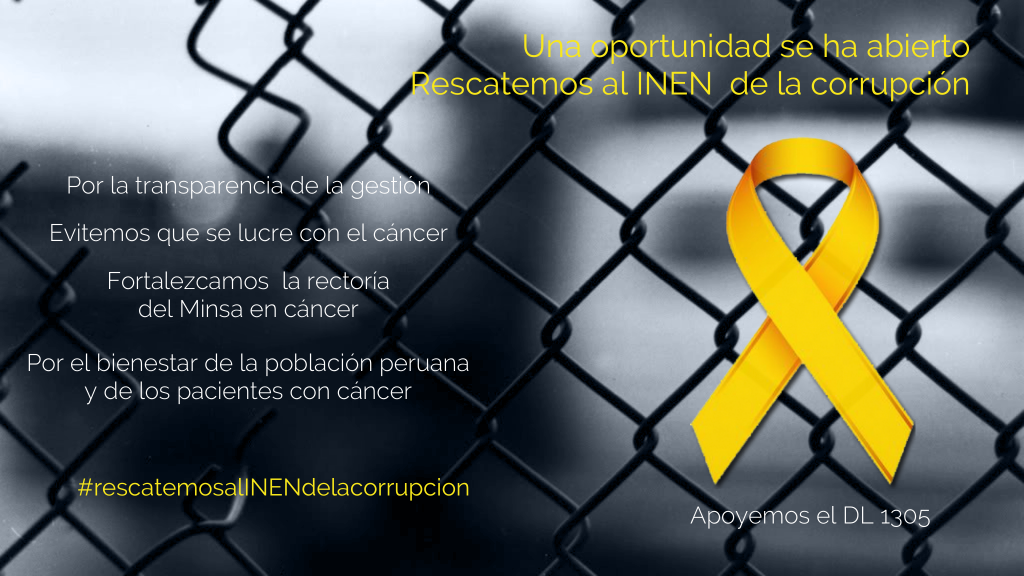 Una oportunidad se ha abierto
Rescatemos al INEN de la corrupción
Por la transparencia de la gestión
Evitemos que se lucre con el cáncer
Fortalezcamos la rectoría
del Minsa en cáncer
Por el bienestar de la población peruana
y de los pacientes con cáncer
#rescatemosalINENdelacorrupcion
Apoyemos el DL 1305